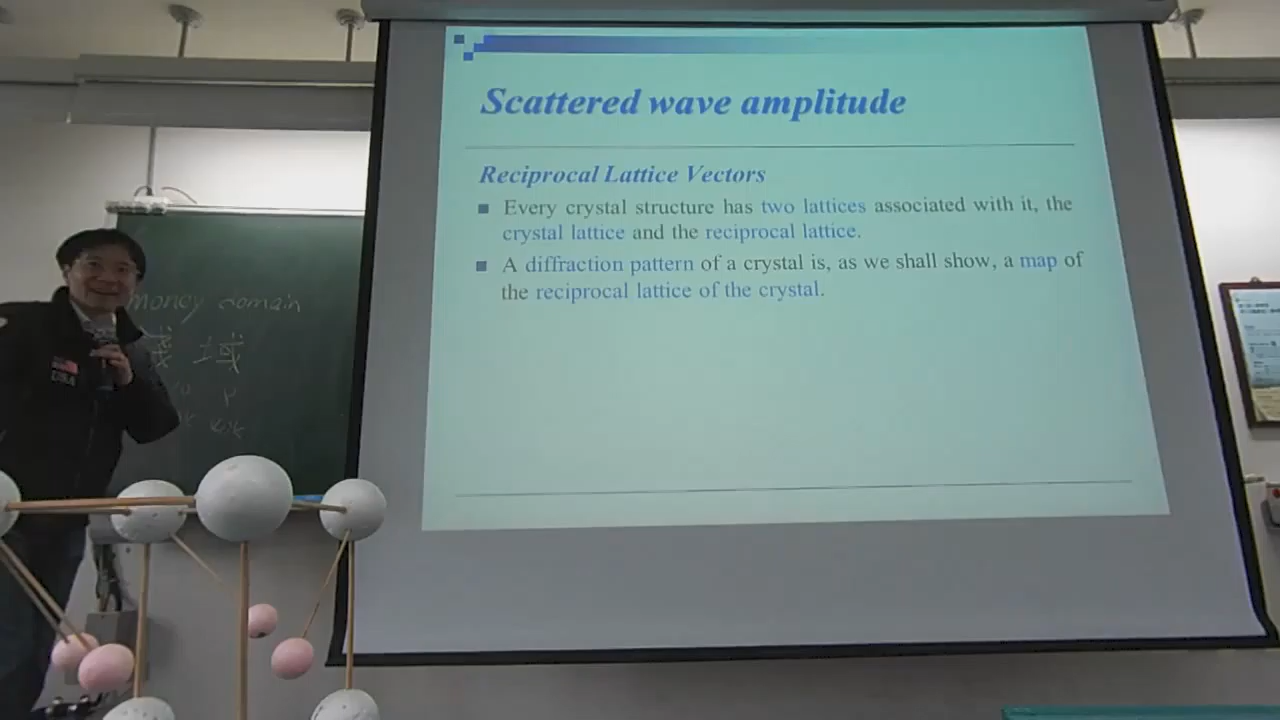 Scattered wave amplitude
Reciprocal Lattice Vectors
Every crystal structure has two lattices associated with it, the
crystal lattice and the reciprocal lattice.
A diffraction pattern of a crystal is, as we shall show, a map of
the reciprocal lattice of the crystal.
money domain
域